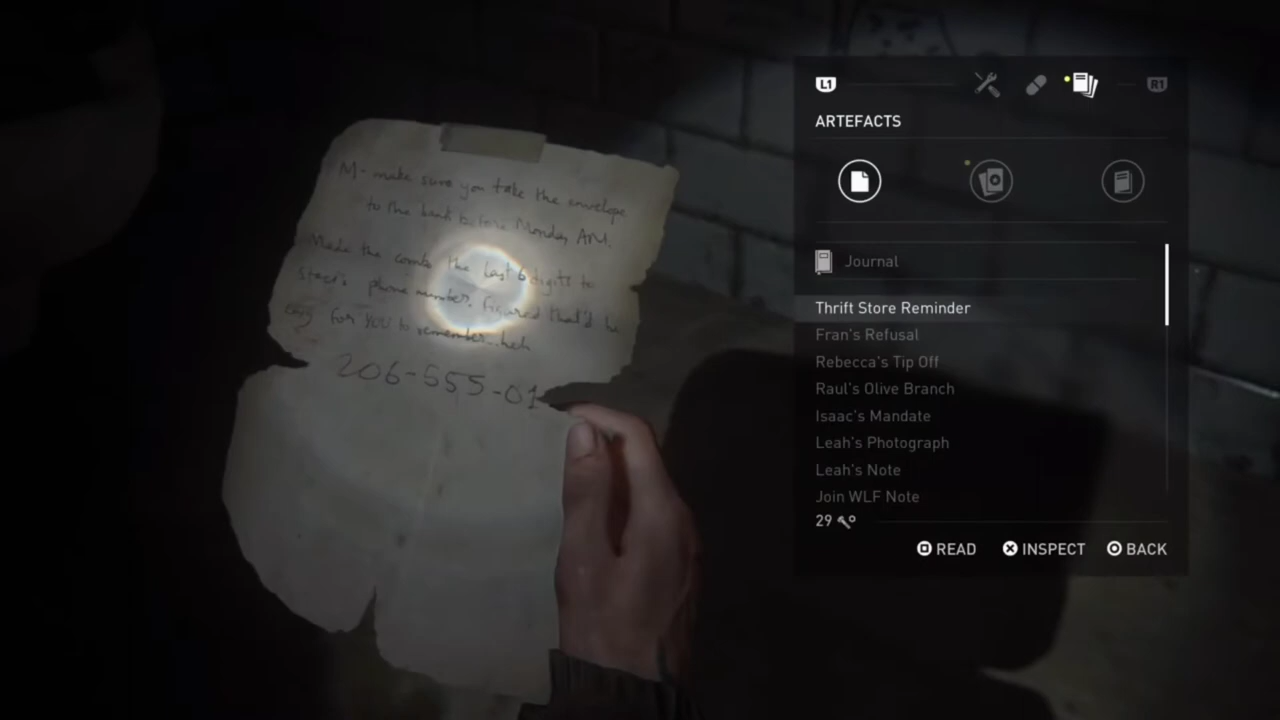 M- make sure you take the envelope
to the bank before Monday AM.
Made the combo the last 6 digits to
Staci's phone number. Figured that'd be
easy for YOU to remember...heh
206-555-01
L1
R1
ARTEFACTS
Journal
Thrift Store Reminder
Fran's Refusal
Rebecca's Tip Off
Raul's Olive Branch
Isaac's Mandate
Leah's Photograph
Leah's Note
Join WLF Note
29
READ INSPECT BACK